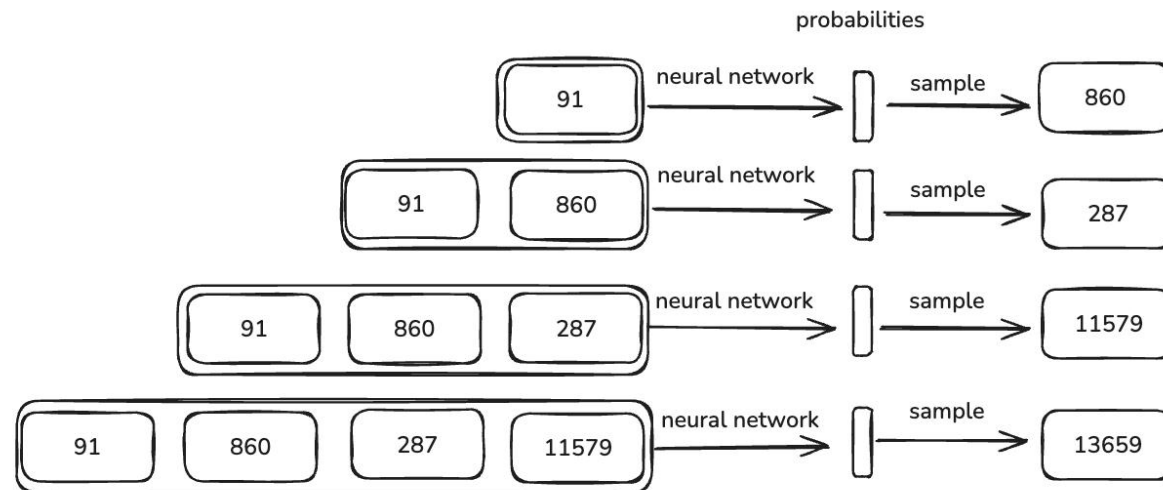 probabilities
91 neural network sample 860
91 860 neural network sample 287
91 860 287 neural network sample 11579
91 860 287 11579 neural network sample 13659